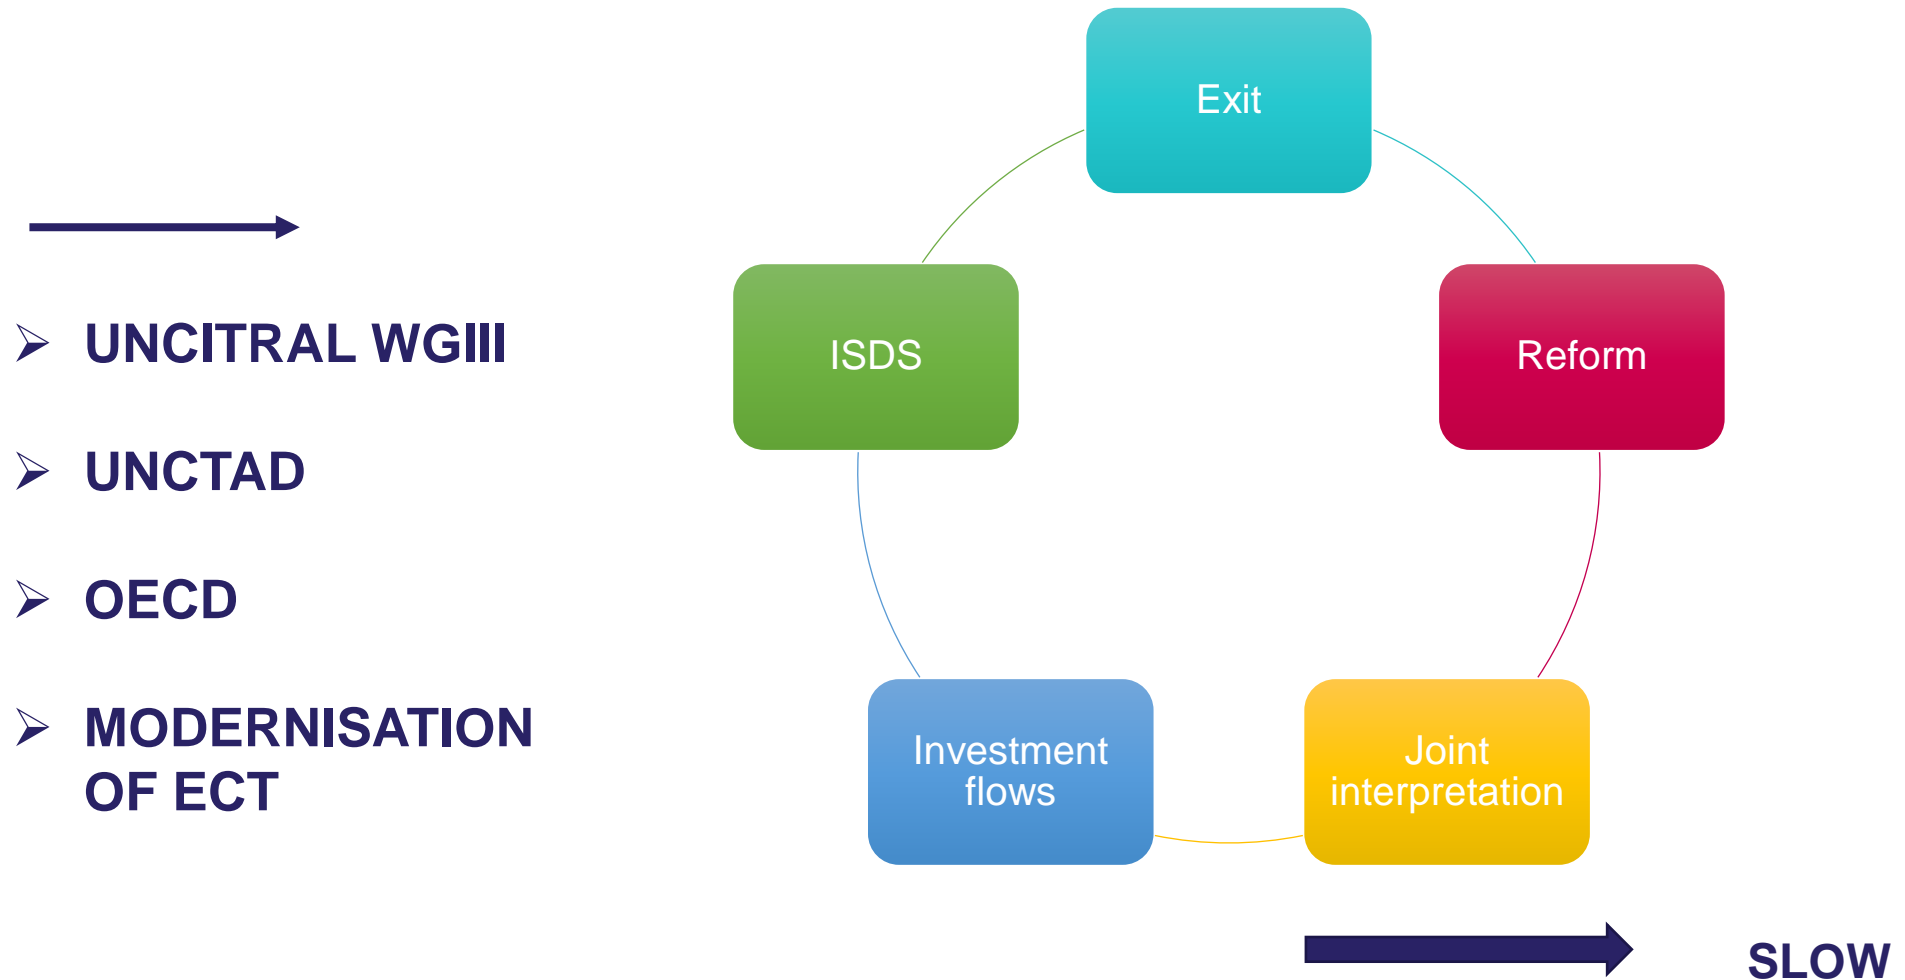 UNCITRAL WGIII
UNCTAD
OECD
MODERNISATION
OF ECT
Exit
Reform
Joint
interpretation
Investment
flows
ISDS
SLOW